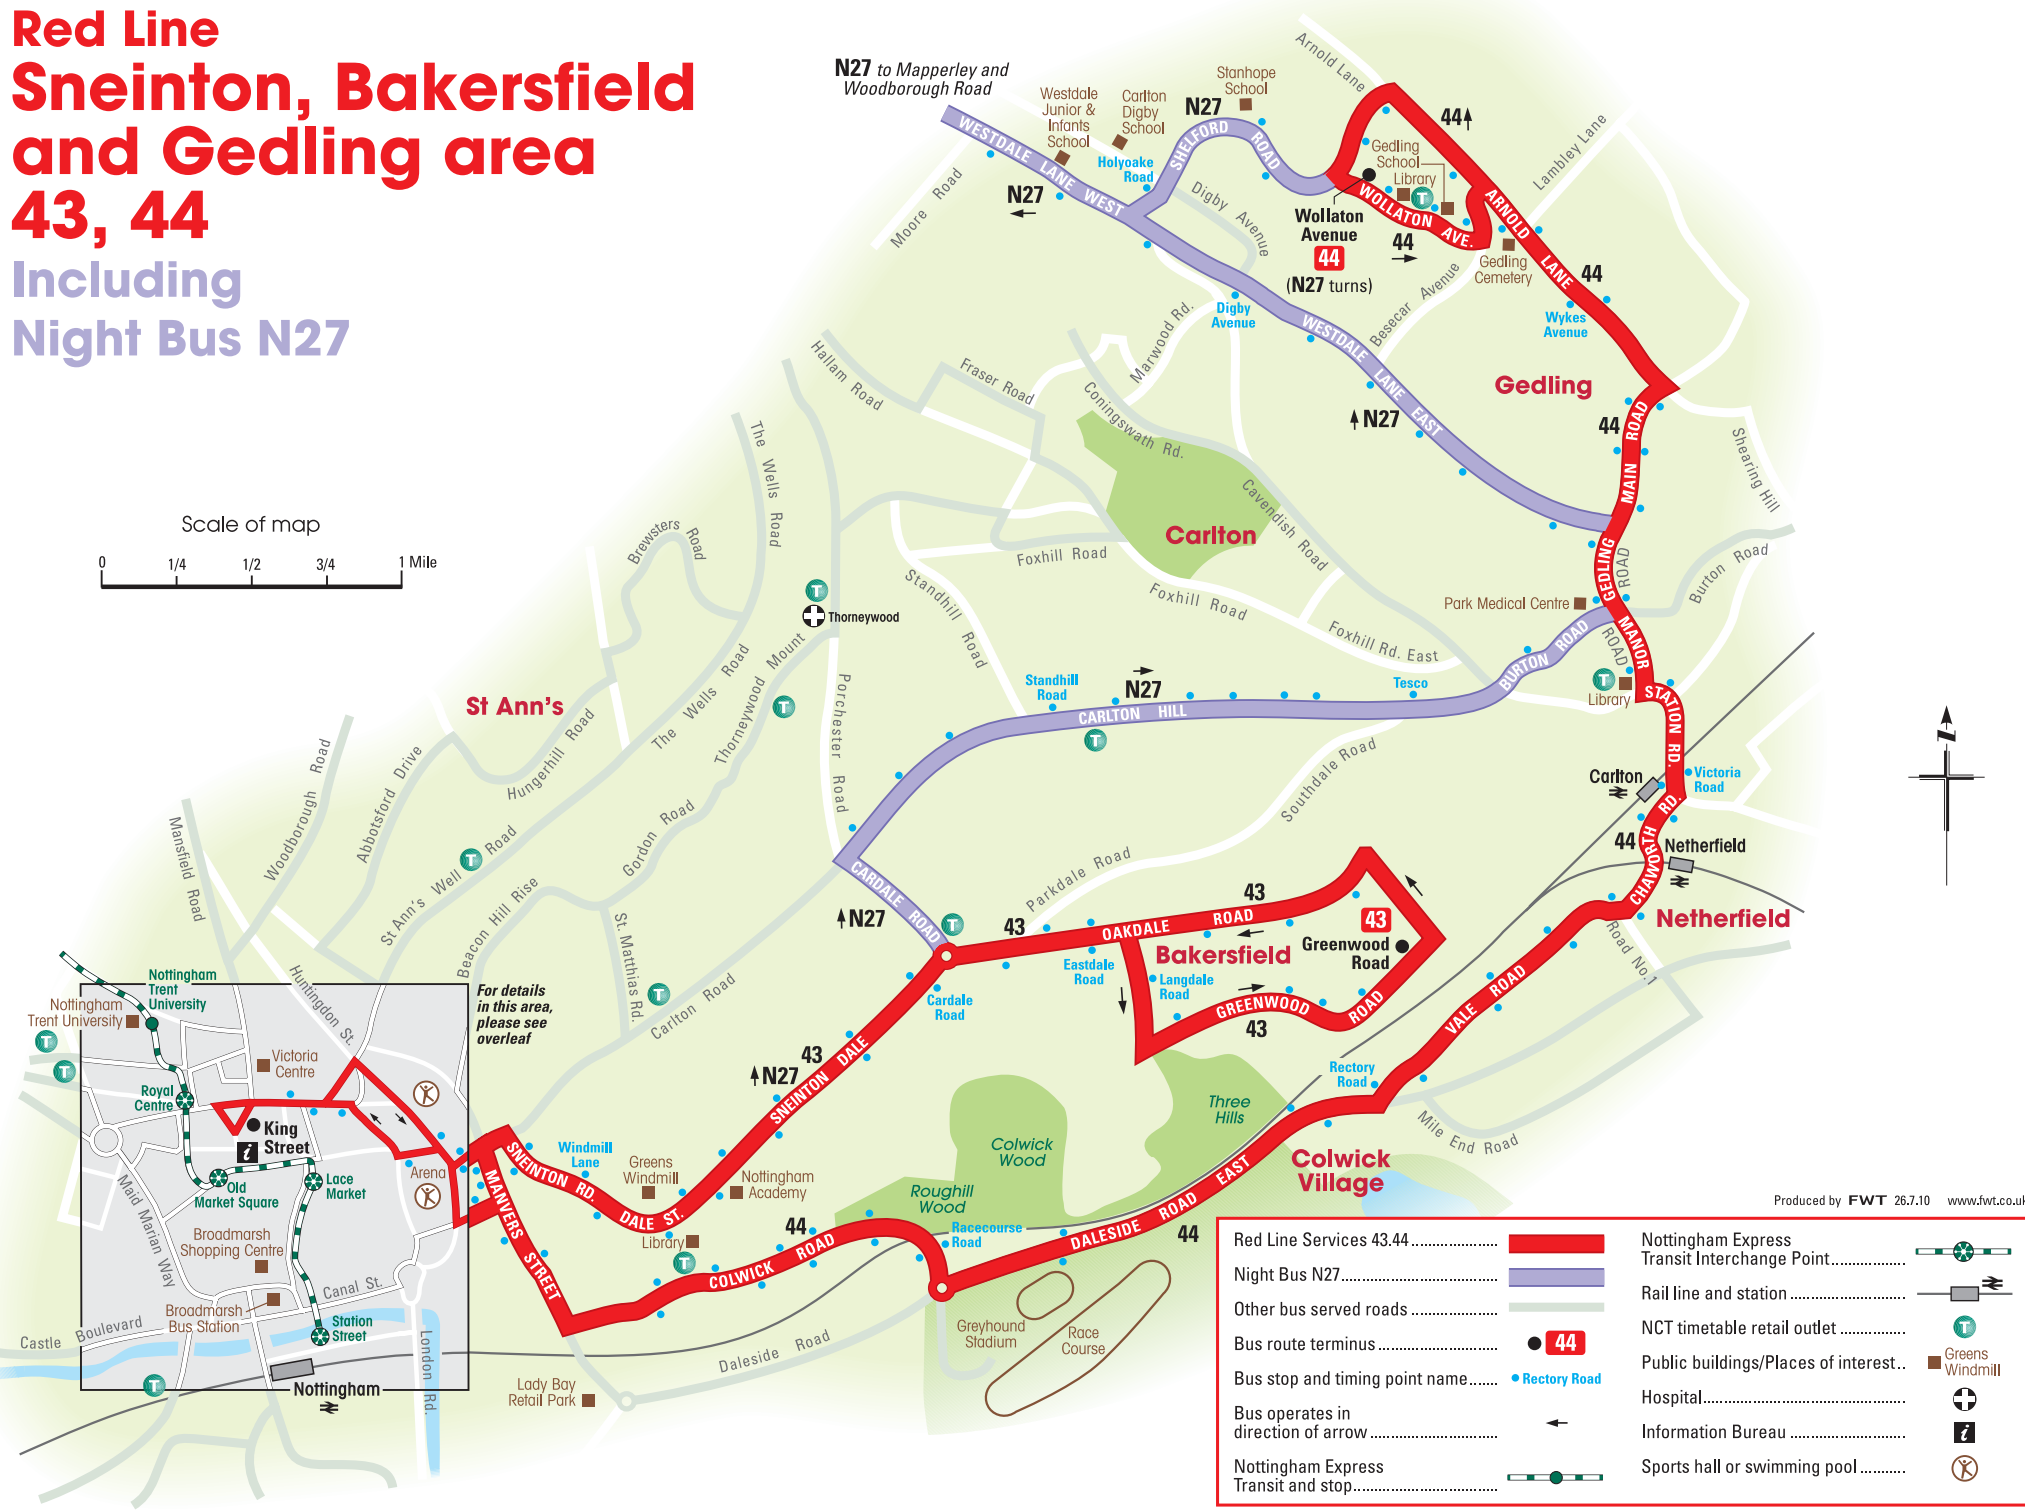 Red Line
Sneinton, Bakersfield
and Gedling area
43, 44
Including
Night Bus N27
Scale of map
0 1/4 1/2 3/4 1 Mile
N27 to Mapperley and
Woodborough Road
Westdale
Junior &
Infants
School
Carlton
Digby
School
Stanhope
School
N27
Arnold Lane
44
Lambley Lane
Gedling
School
Library
Holyoake
Road
WESTDALE LANE WEST
SHELFORD ROAD
N27
Moore Road
Digby Avenue
Wollaton
Avenue
44
(N27 turns)
WOLLATON AVE.
44
ARNOLD LANE
44
Gedling
Cemetery
Besecar Avenue
Wykes
Avenue
Digby
Avenue
Marwood Rd.
WESTDALE LANE EAST
N27
Gedling
44
GEDLING MAIN ROAD
Shearing Hill
Hallam Road
Fraser Road
Coningswath Rd.
Cavendish Road
Carlton
The Wells Road
Brewsters Road
Foxhill Road
Standhill Road
Foxhill Road
Foxhill Rd. East
Park Medical Centre
ROAD
Burton Road
MANOR
ROAD
BURTON ROAD
T
Thorneywood
Thorneywood Mount
Porchester Road
The Wells Road
St Ann's
T
Standhill
Road
N27
CARLTON HILL
T
Tesco
T
Library
STATION RD.
Southdale Road
Carlton
Victoria
Road
44
CHAWORTH RD.
Netherfield
Netherfield
Road No.1
Woodborough Road
Mansfield Road
Abbotsford Drive
Hungerhill Road
St Ann's Well Road
T
Gordon Road
Beacon Hill Rise
St. Matthias Rd.
T
Carlton Road
CARDALE ROAD
N27
T
Parkdale Road
43
OAKDALE ROAD
43
43
Greenwood
Road
Bakersfield
Eastdale
Road
Langdale
Road
GREENWOOD ROAD
43
Cardale
Road
VALE ROAD
Huntingdon St.
For details
in this area,
please see
overleaf
Nottingham
Trent
University
Nottingham
Trent University
T
T
Victoria
Centre
Royal
Centre
King
Street
i
Arena
Old
Market Square
Lace
Market
Maid Marian Way
Broadmarsh
Shopping Centre
Broadmarsh
Bus Station
Canal St.
Station
Street
Castle Boulevard
T
Nottingham
London Rd.
43
N27
SNEINTON DALE
SNEINTON RD.
Windmill
Lane
Greens
Windmill
Nottingham
Academy
DALE ST.
MANVERS STREET
Library
T
44
COLWICK ROAD
Lady Bay
Retail Park
Daleside Road
Colwick
Wood
Three
Hills
Roughill
Wood
Racecourse
Road
Rectory
Road
Mile End Road
Colwick
Village
DALESIDE ROAD EAST
44
Greyhound
Stadium
Race
Course
Produced by FWT 26.7.10 www.fwt.co.uk
Red Line Services 43.44
Night Bus N27
Other bus served roads
Bus route terminus 44
Bus stop and timing point name Rectory Road
Bus operates in
direction of arrow
Nottingham Express
Transit and stop
Nottingham Express
Transit Interchange Point
Rail line and station
NCT timetable retail outlet T
Public buildings/Places of interest Greens
Windmill
Hospital
Information Bureau i
Sports hall or swimming pool